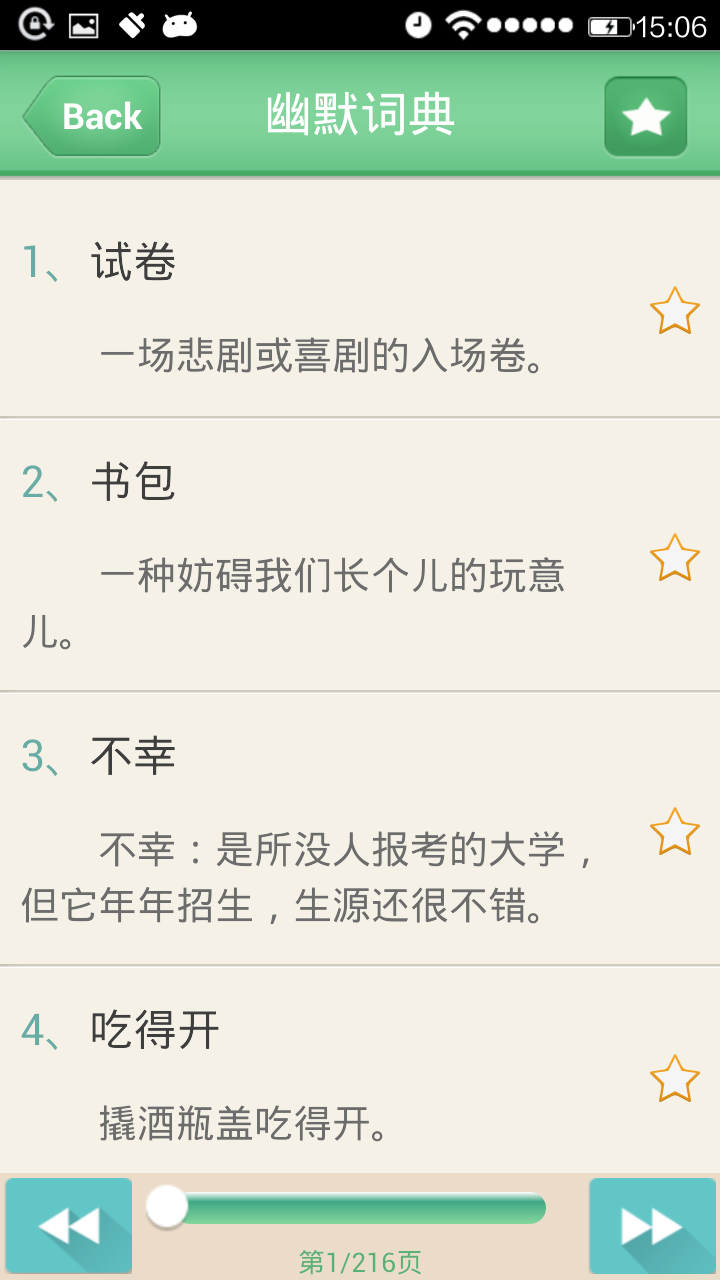 15:06
Back
幽默词典
1、 试卷
一场悲剧或喜剧的入场卷。
2、 书包
一种妨碍我们长个儿的玩意
儿。
3、 不幸
不幸：是所没人报考的大学，
但它年年招生，生源还很不错。
4、 吃得开
撬酒瓶盖吃得开。
第1/216页